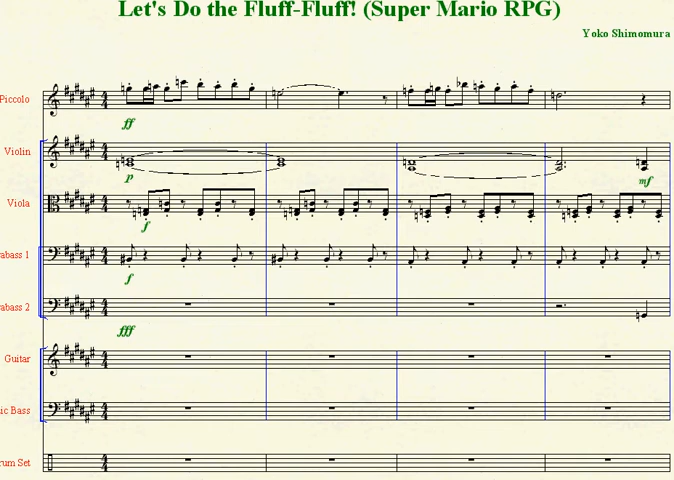 Let's Do the Fluff-Fluff! (Super Mario RPG)
Yoko Shimomura
Piccolo
ff
Violin
p
mf
Viola
f
abass 1
f
abass 2
fff
Guitar
ic Bass
rum Set